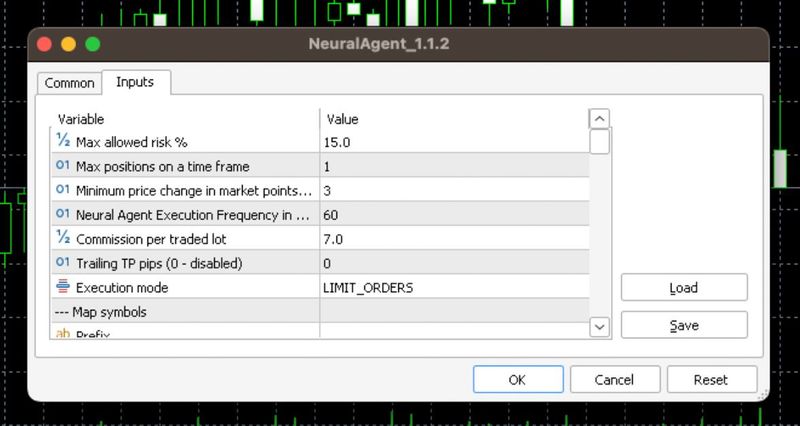 NeuralAgent_1.1.2
Common Inputs
Variable Value
½ Max allowed risk % 15.0
01 Max positions on a time frame 1
01 Minimum price change in market points... 3
01 Neural Agent Execution Frequency in ... 60
½ Commission per traded lot 7.0
01 Trailing TP pips (0 - disabled) 0
Execution mode LIMIT_ORDERS
--- Map symbols
ab Prefix
Load
Save
OK Cancel Reset